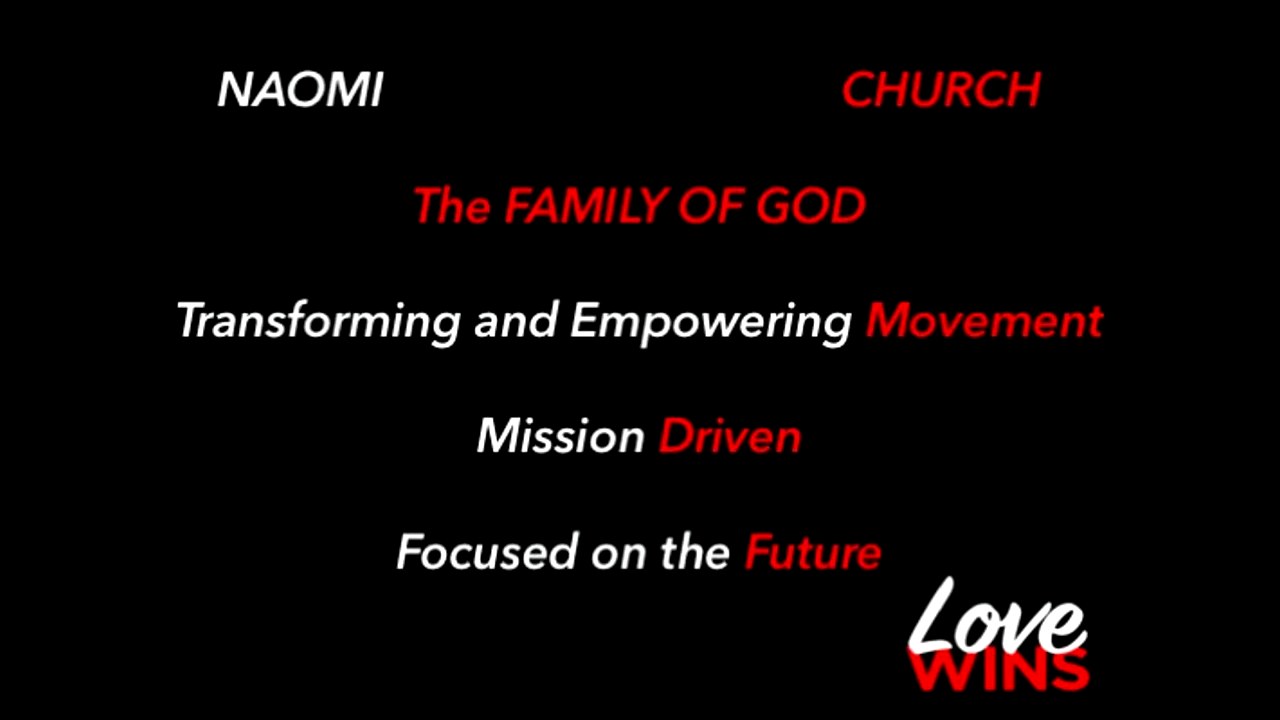 NAOMI CHURCH
The FAMILY OF GOD
Transforming and Empowering Movement
Mission Driven
Focused on the Future
Love
WINS